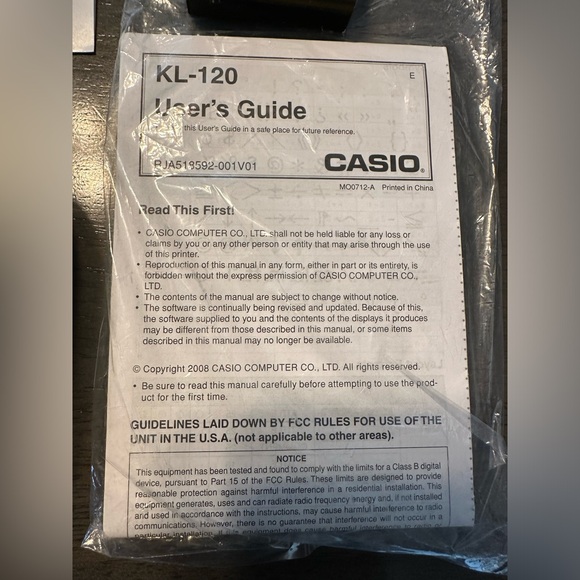 KL-120
E
User's Guide
this User's Guide in a safe place for future reference.
RJA518592-001V01
CASIO®
MO0712-A Printed in China
Read This First!
• CASIO COMPUTER CO., LTD. shall not be held liable for any loss or
claims by you or any other person or entity that may arise through the use
of this printer.
• Reproduction of this manual in any form, either in part or its entirety, is
forbidden without the express permission of CASIO COMPUTER CO.,
LTD.
• The contents of the manual are subject to change without notice.
• The software is continually being revised and updated. Because of this,
the software supplied to you and the contents of the displays it produces
may be different from those described in this manual, or some items
described in this manual may no longer be available.
© Copyright 2008 CASIO COMPUTER CO., LTD. All rights reserved.
• Be sure to read this manual carefully before attempting to use the prod-
uct for the first time.
GUIDELINES LAID DOWN BY FCC RULES FOR USE OF THE
UNIT IN THE U.S.A. (not applicable to other areas).
NOTICE
This equipment has been tested and found to comply with the limits for a Class B digital
device, pursuant to Part 15 of the FCC Rules. These limits are designed to provide
reasonable protection against harmful interference in a residential installation. This
equipment generates, uses and can radiate radio frequency energy and, if not installed
and used in accordance with the instructions, may cause harmful interference to radio
communications. However, there is no guarantee that interference will not occur in a
particular installation. If this equipment does cause harmful interference to radio or